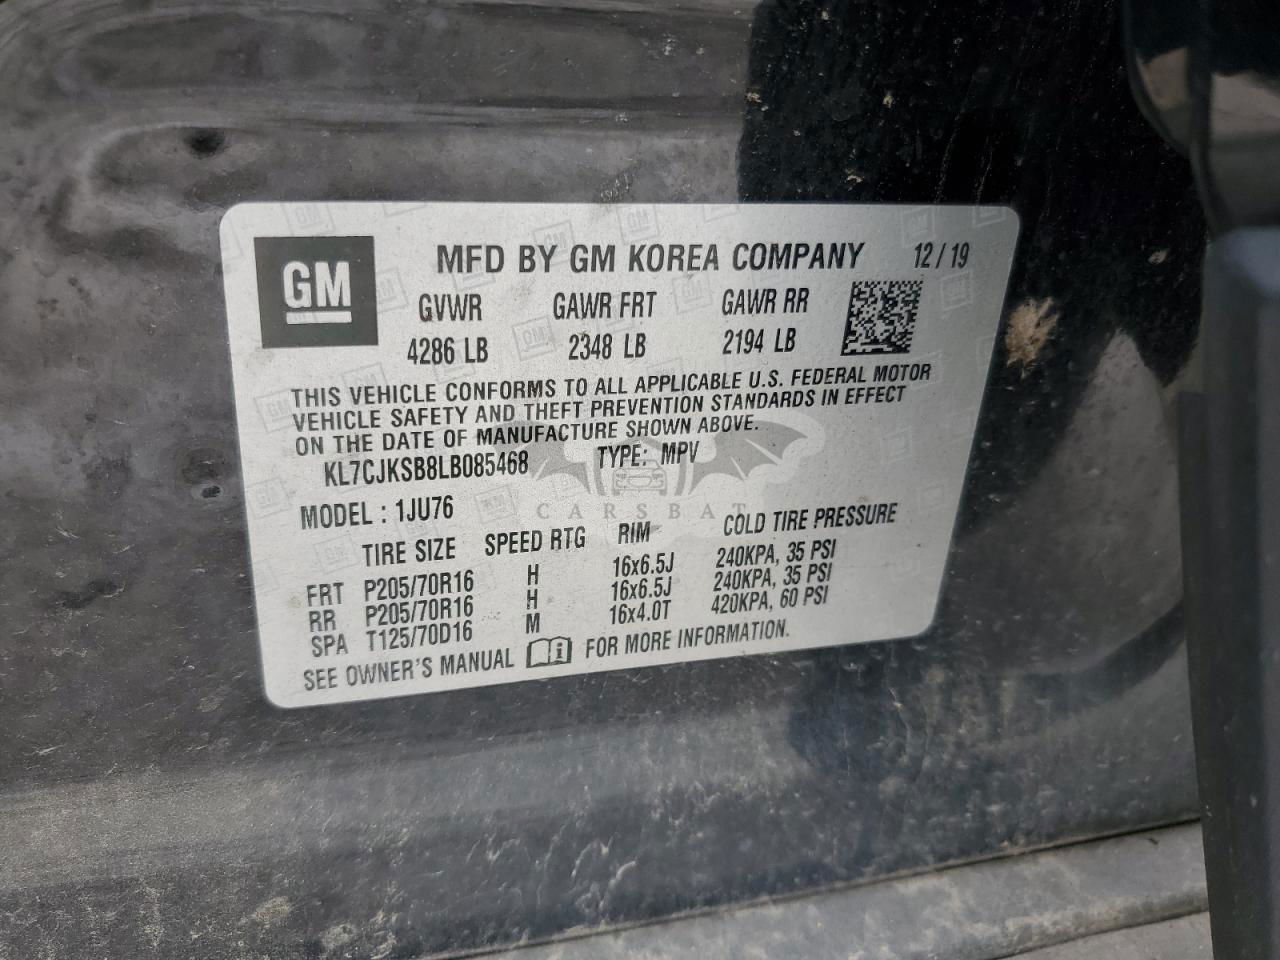 GM
MFD BY GM KOREA COMPANY 12 / 19
GVWR GAWR FRT GAWR RR
4286 LB 2348 LB 2194 LB
THIS VEHICLE CONFORMS TO ALL APPLICABLE U.S. FEDERAL MOTOR
VEHICLE SAFETY AND THEFT PREVENTION STANDARDS IN EFFECT
ON THE DATE OF MANUFACTURE SHOWN ABOVE.
KL7CJKSB8LB085468 TYPE: MPV
CARSBAT
MODEL : 1JU76
TIRE SIZE SPEED RTG RIM COLD TIRE PRESSURE
FRT P205/70R16 H 16x6.5J 240KPA, 35 PSI
RR P205/70R16 H 16x6.5J 240KPA, 35 PSI
SPA T125/70D16 M 16x4.0T 420KPA, 60 PSI
SEE OWNER'S MANUAL i FOR MORE INFORMATION.